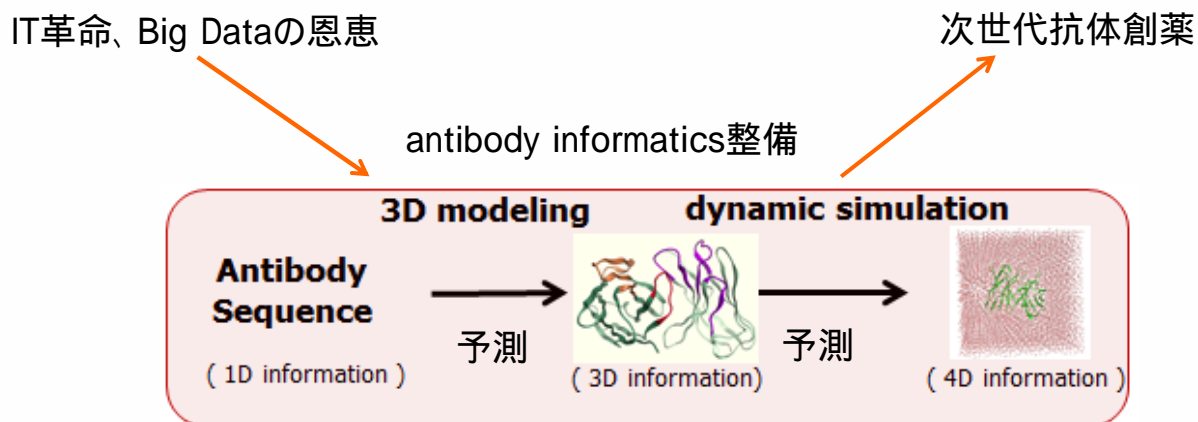 IT革命、Big Dataの恩恵
次世代抗体創薬
antibody informatics整備
3D modeling
dynamic simulation
Antibody
Sequence
予測
予測
( 1D information )
( 3D information)
( 4D information )